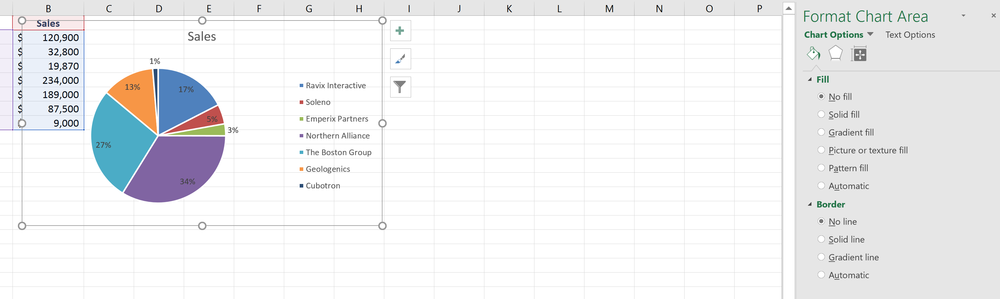 B C D E F G H I J K L M N O P
Sales
$ 120,900
$ 32,800
$ 19,870
$ 234,000
$ 189,000
$ 87,500
9,000
Sales
1%
17%
5%
3%
34%
27%
13%
Ravix Interactive
Soleno
Emperix Partners
Northern Alliance
The Boston Group
Geologenics
Cubotron
Format Chart Area
Chart Options Text Options
Fill
No fill
Solid fill
Gradient fill
Picture or texture fill
Pattern fill
Automatic
Border
No line
Solid line
Gradient line
Automatic